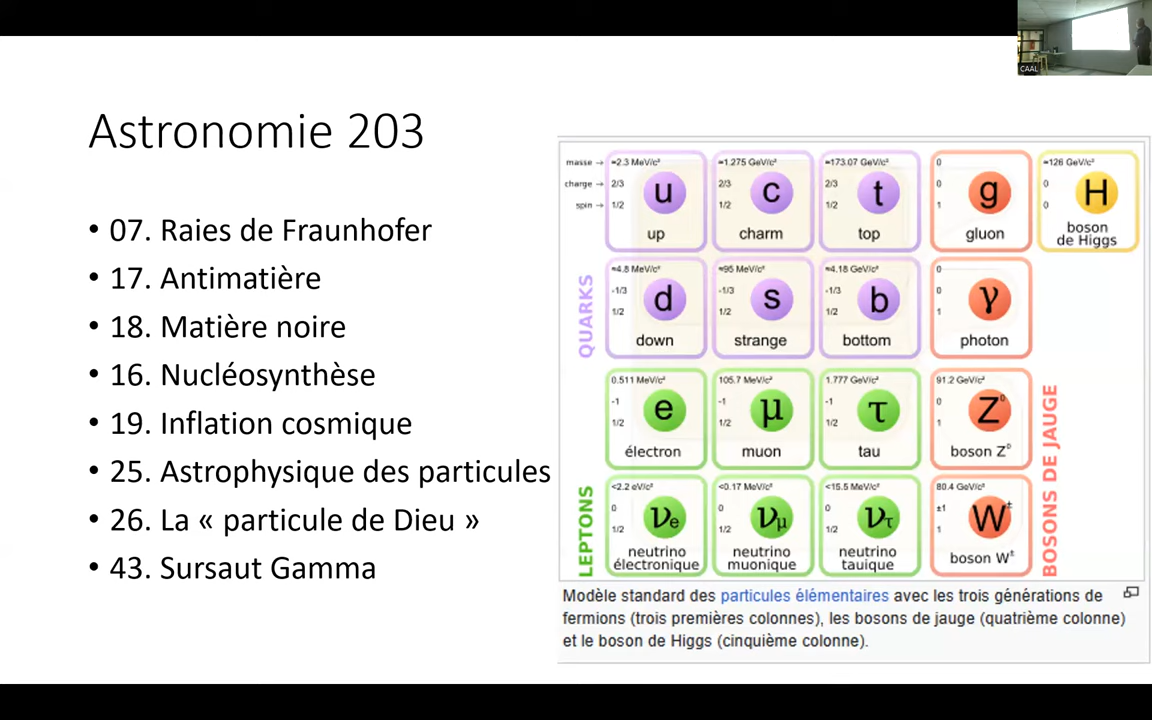 CAAL
Astronomie 203
• 07. Raies de Fraunhofer
• 17. Antimatière
• 18. Matière noire
• 16. Nucléosynthèse
• 19. Inflation cosmique
• 25. Astrophysique des particules
• 26. La « particule de Dieu »
• 43. Sursaut Gamma
masse → ≈2.3 MeV/c² ≈1.275 GeV/c² ≈173.07 GeV/c² 0 ≈126 GeV/c²
charge → 2/3 2/3 2/3 0 0
spin → 1/2 1/2 1/2 1 0
u c t g H
up charm top gluon boson de Higgs
QUARKS
≈4.8 MeV/c² ≈95 MeV/c² ≈4.18 GeV/c² 0
-1/3 -1/3 -1/3 0
1/2 1/2 1/2 1
d s b γ
down strange bottom photon
0.511 MeV/c² 105.7 MeV/c² 1.777 GeV/c² 91.2 GeV/c²
-1 -1 -1 0
1/2 1/2 1/2 1
e μ τ Z⁰
électron muon tau boson Z⁰
LEPTONS
<2.2 eV/c² <0.17 MeV/c² <15.5 MeV/c² 80.4 GeV/c²
0 0 0 ±1
1/2 1/2 1/2 1
νe νμ ντ W±
neutrino électronique neutrino muonique neutrino tauique boson W±
BOSONS DE JAUGE
Modèle standard des particules élémentaires avec les trois générations de
fermions (trois premières colonnes), les bosons de jauge (quatrième colonne)
et le boson de Higgs (cinquième colonne).